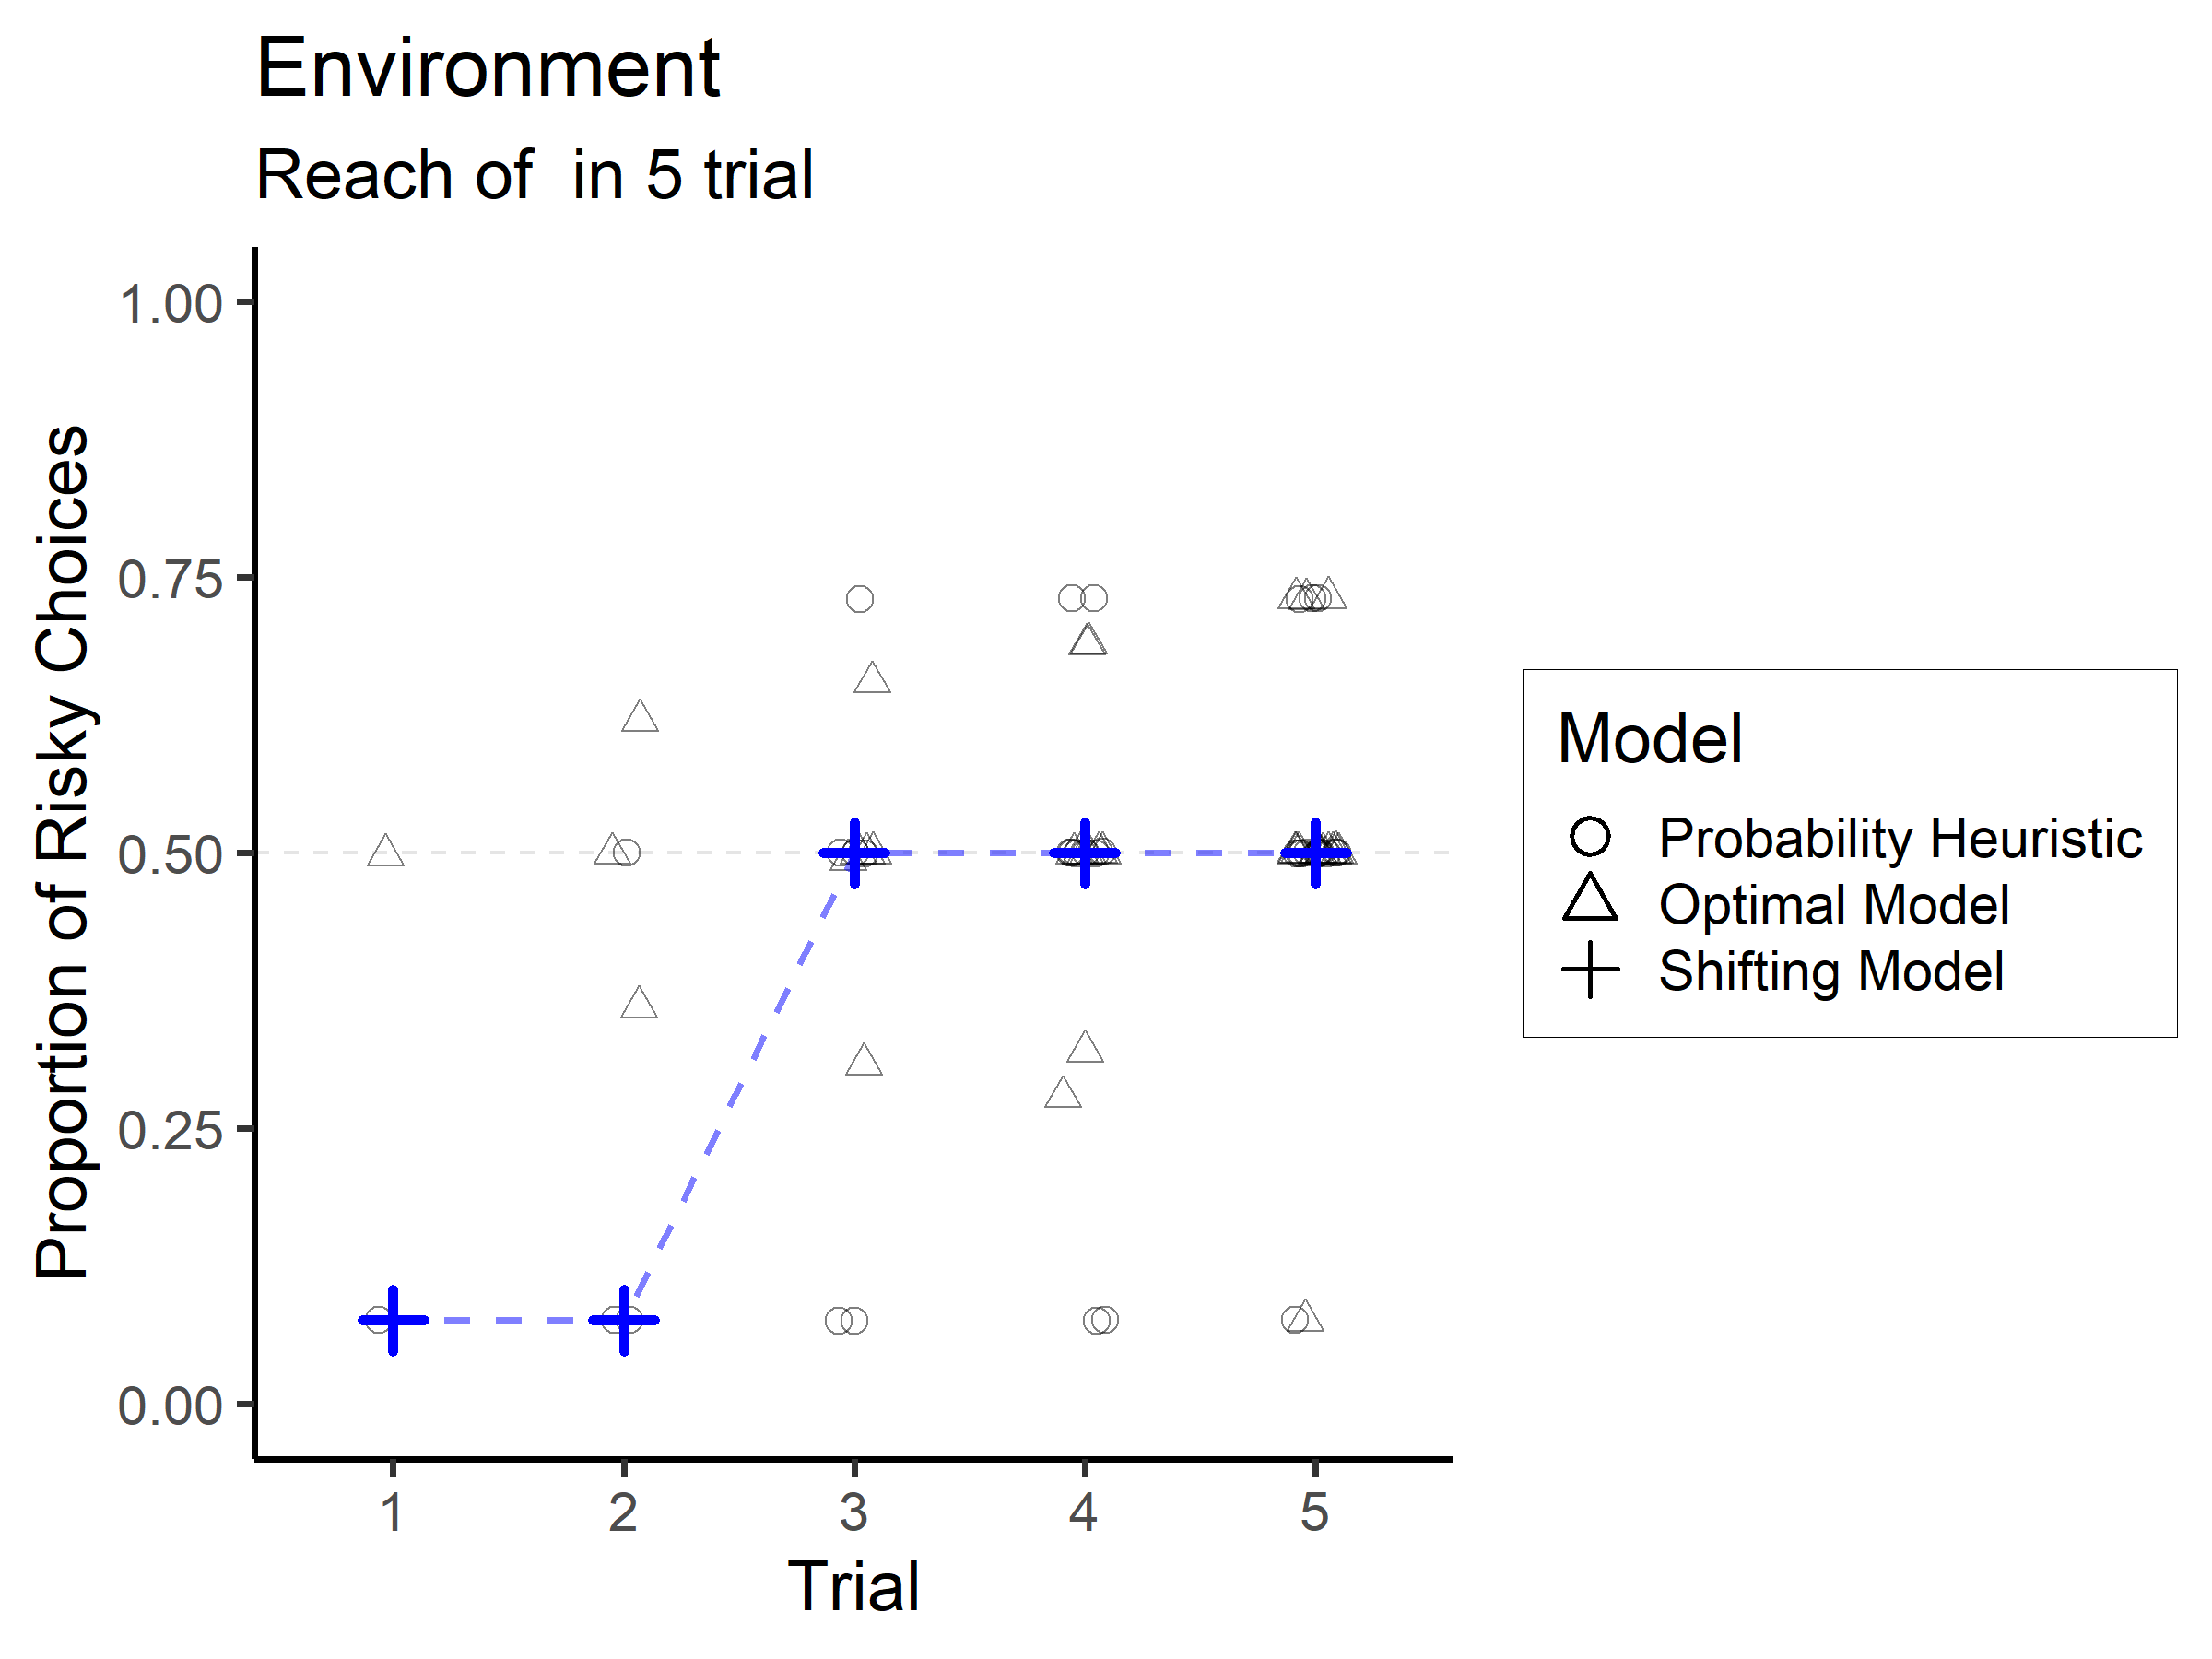 Environment
Reach of  in 5 trial
Proportion of Risky Choices
1.00
0.75
0.50
0.25
0.00
1
2
3
4
5
Trial
Model
Probability Heuristic
Optimal Model
Shifting Model